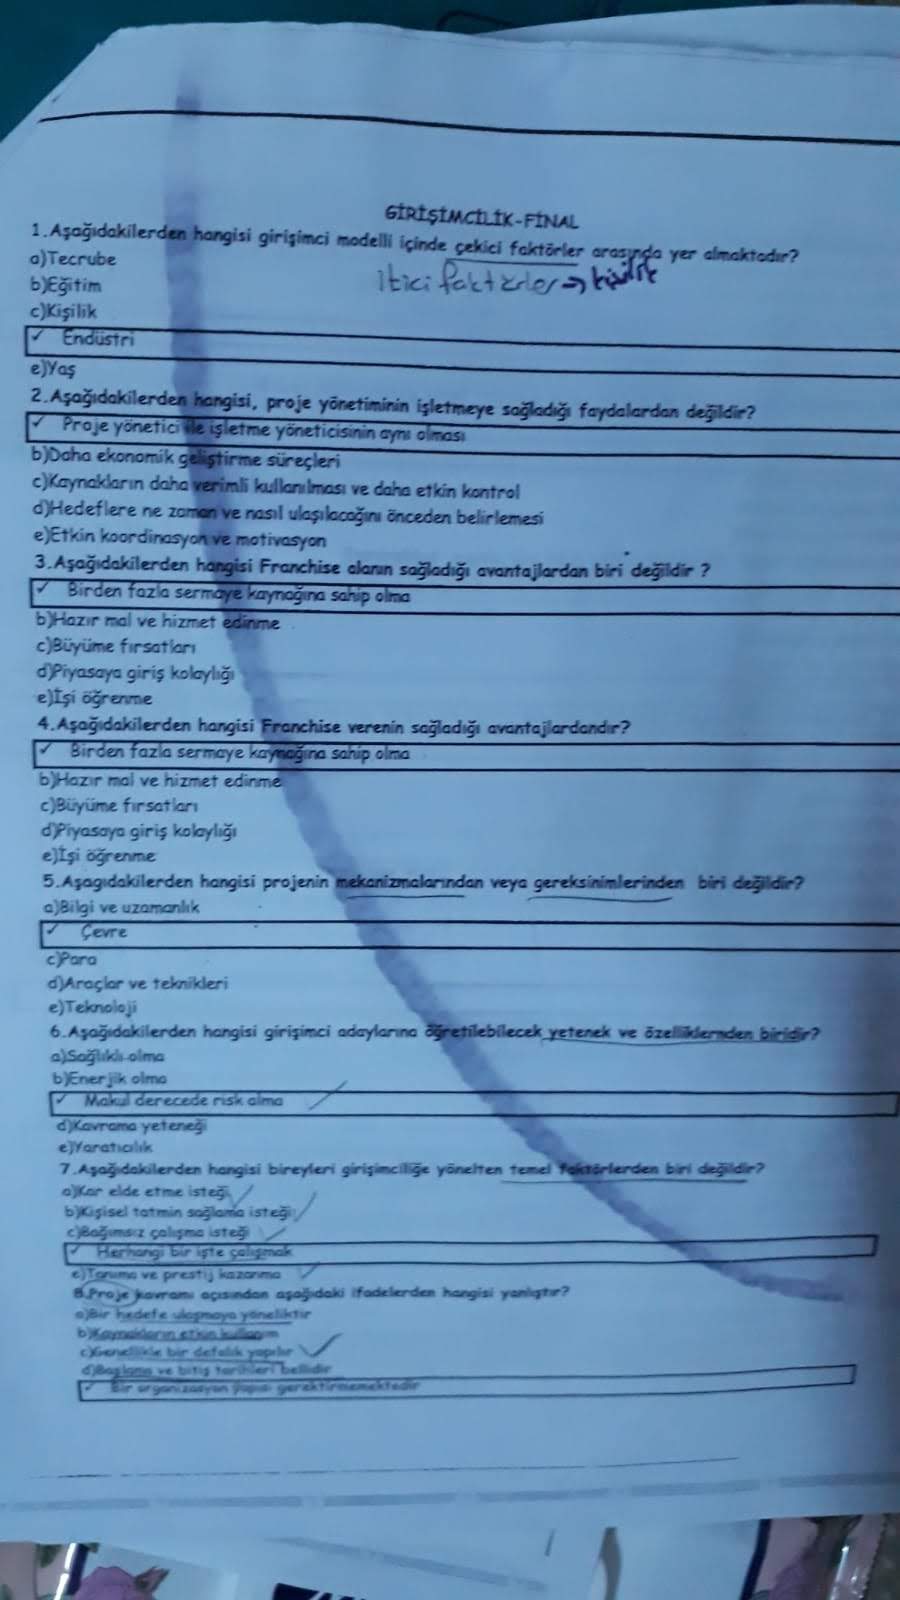 GİRİŞİMCİLİK-FİNAL
1.Aşağıdakilerden hangisi girişimci modelli içinde çekici faktörler arasında yer almaktadır?
a)Tecrube
İtici faktörler → kişilik
b)Eğitim
c)Kişilik
✓ Endüstri
e)Yaş
2.Aşağıdakilerden hangisi, proje yönetiminin işletmeye sağladığı faydalardan değildir?
✓ Proje yönetici ile işletme yöneticisinin aynı olması
b)Daha ekonomik geliştirme süreçleri
c)Kaynakların daha verimli kullanılması ve daha etkin kontrol
d)Hedeflere ne zaman ve nasıl ulaşılacağını önceden belirlemesi
e)Etkin koordinasyon ve motivasyon
3.Aşağıdakilerden hangisi Franchise alanın sağladığı avantajlardan biri değildir ?
✓ Birden fazla sermaye kaynağına sahip olma
b)Hazır mal ve hizmet edinme
c)Büyüme fırsatları
d)Piyasaya giriş kolaylığı
e)İşi öğrenme
4.Aşağıdakilerden hangisi Franchise verenin sağladığı avantajlardandır?
✓ Birden fazla sermaye kaynağına sahip olma
b)Hazır mal ve hizmet edinme
c)Büyüme fırsatları
d)Piyasaya giriş kolaylığı
e)İşi öğrenme
5.Aşagıdakilerden hangisi projenin mekanizmalarından veya gereksinimlerinden biri değildir?
a)Bilgi ve uzamanlık
✓ Çevre
c)Para
d)Araçlar ve teknikleri
e)Teknoloji
6.Aşağıdakilerden hangisi girişimci adaylarına öğretilebilecek yetenek ve özelliklernden biridir?
a)Sağlıklı olma
b)Enerjik olma
✓ Makul derecede risk alma
d)Kavrama yeteneği
e)Yaratıcılık
7.Aşağıdakilerden hangisi bireyleri girişimciliğe yönelten temel faktörlerden biri değildir?
a)Kar elde etme isteği
b)Kişisel tatmin sağlama isteği
c)Bağımsız çalışma isteği
✓ Herhangi bir işte çalışmak
e)Tanıma ve prestij kazanma
8.Proje kavramı açısından aşağıdaki ifadelerden hangisi yanlıştır?
a)Bir hedefe ulaşmaya yöneliktir
b)Kaynakların etkin kullanım
c)Genellikle bir defalık yapılır
d)Başlama ve bitiş tarihleri bellidir
✓ Bir organizasyon yapısı gerektirmemektedir